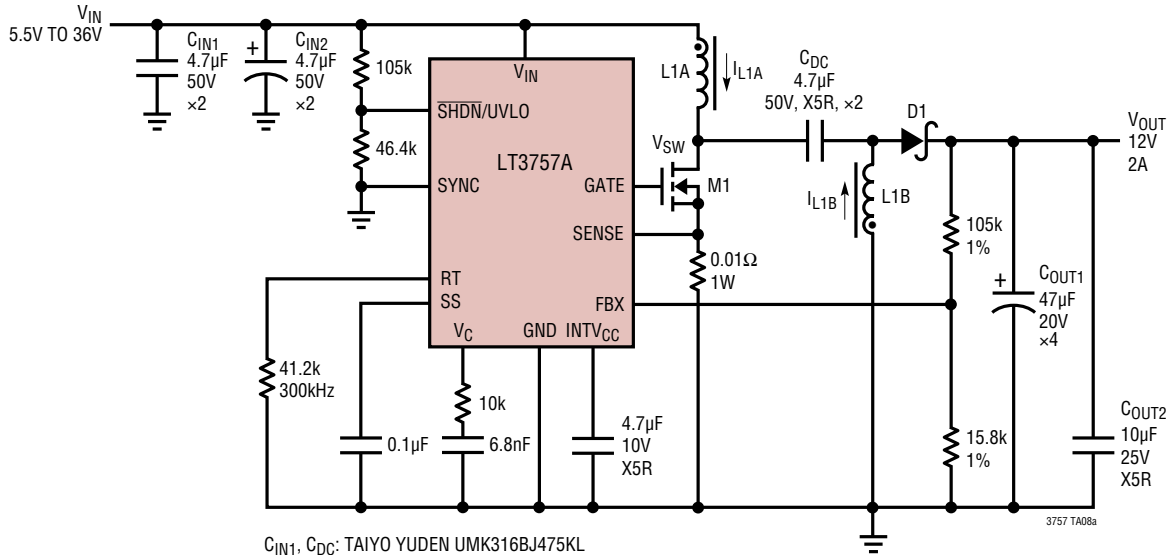 VIN
5.5V TO 36V
CIN1
4.7µF
50V
×2
+
CIN2
4.7µF
50V
×2
105k
46.4k
VIN
SHDN/UVLO
LT3757A
SYNC
GATE
SENSE
RT
SS
FBX
VC
GND
INTVCC
L1A
IL1A
VSW
M1
0.01Ω
1W
CDC
4.7µF
50V, X5R, ×2
D1
IL1B
L1B
VOUT
12V
2A
105k
1%
+
COUT1
47µF
20V
×4
41.2k
300kHz
0.1µF
10k
6.8nF
4.7µF
10V
X5R
15.8k
1%
COUT2
10µF
25V
X5R
3757 TA08a
CIN1, CDC: TAIYO YUDEN UMK316BJ475KL